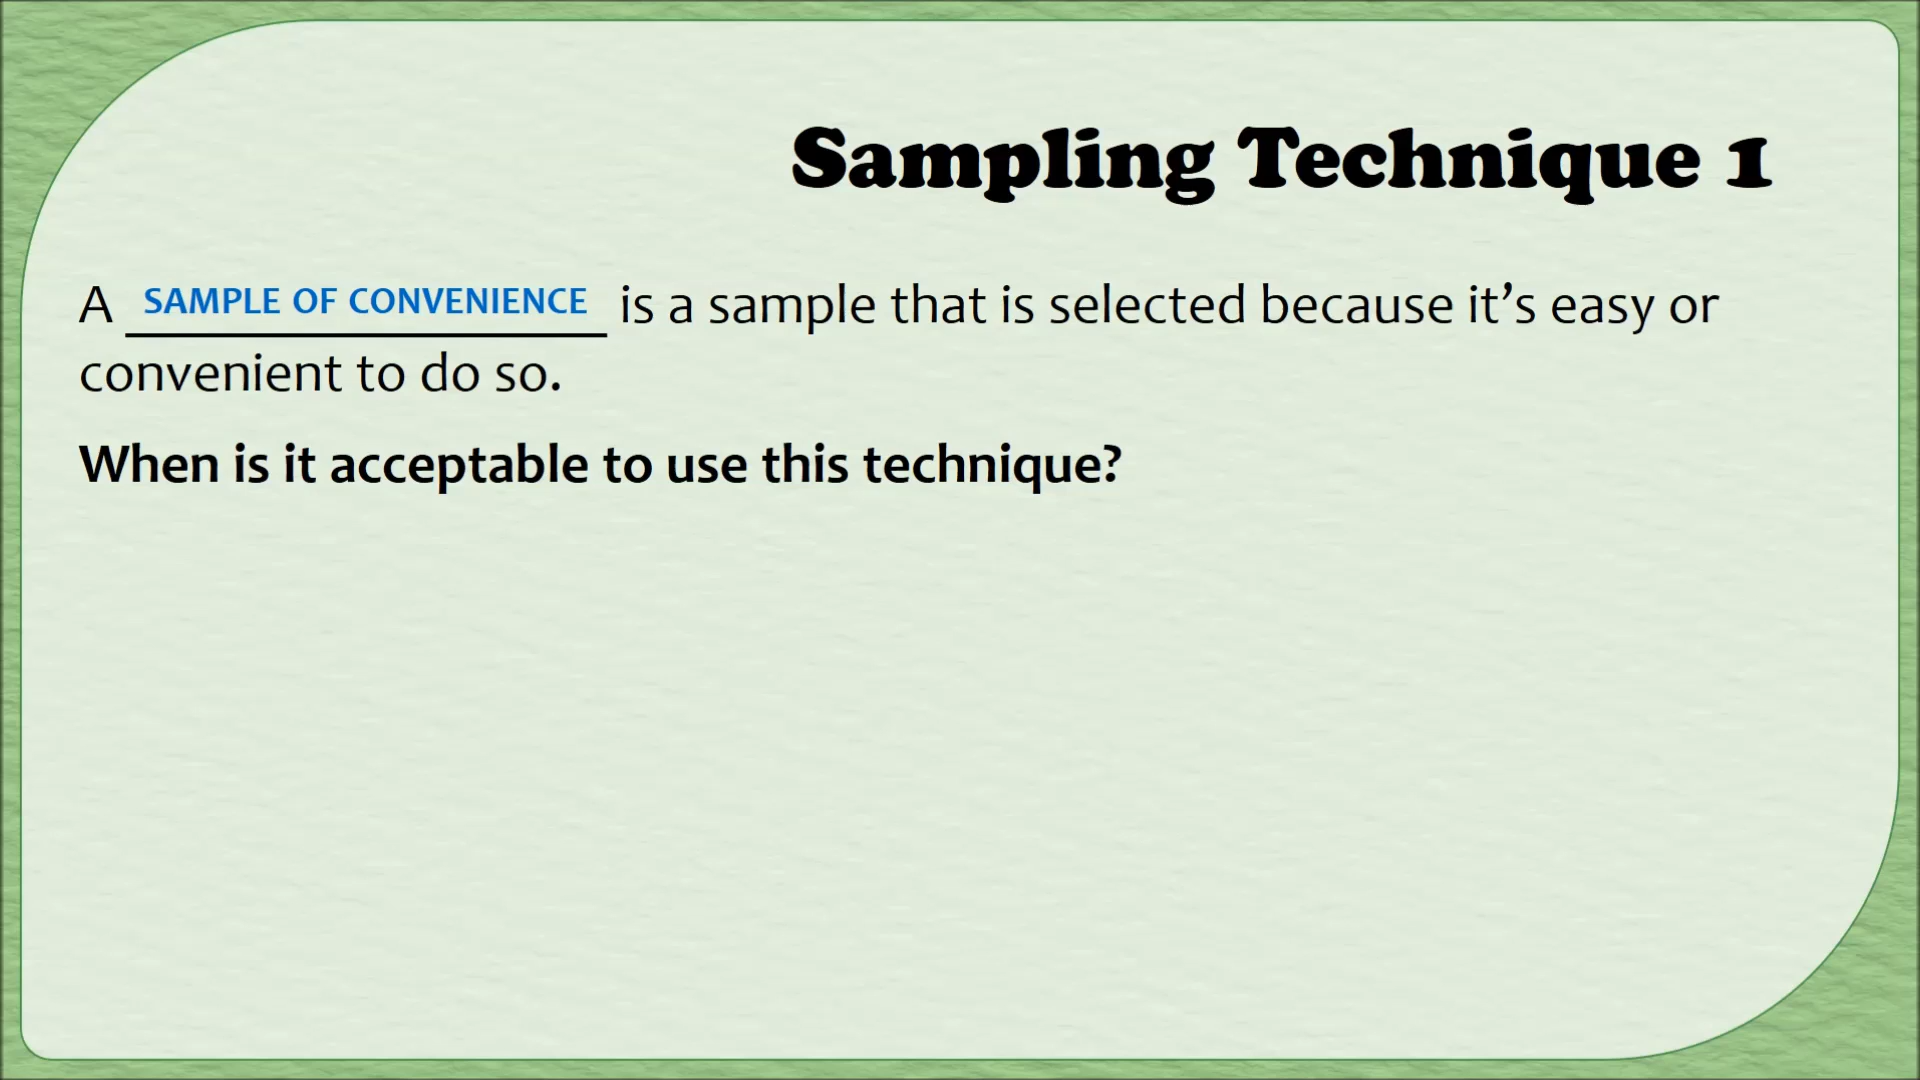 Sampling Technique 1
A SAMPLE OF CONVENIENCE is a sample that is selected because it’s easy or
convenient to do so.
When is it acceptable to use this technique?